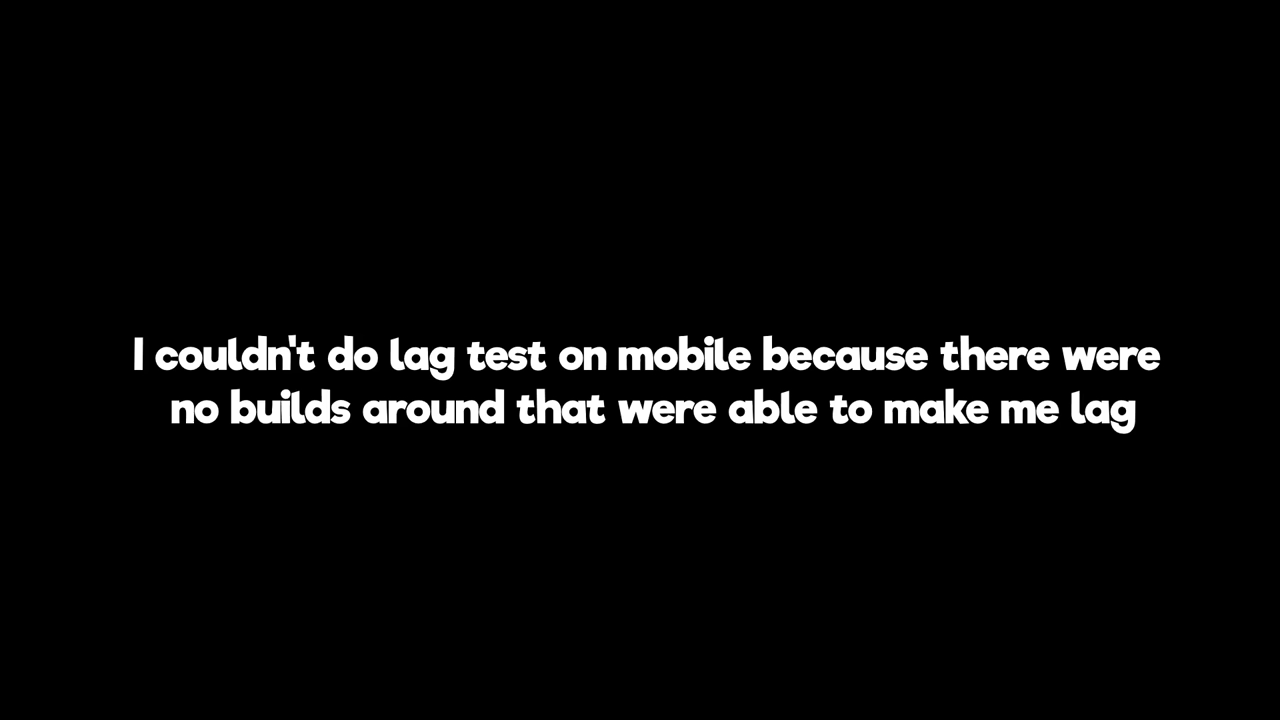 I couldn't do lag test on mobile because there were
no builds around that were able to make me lag